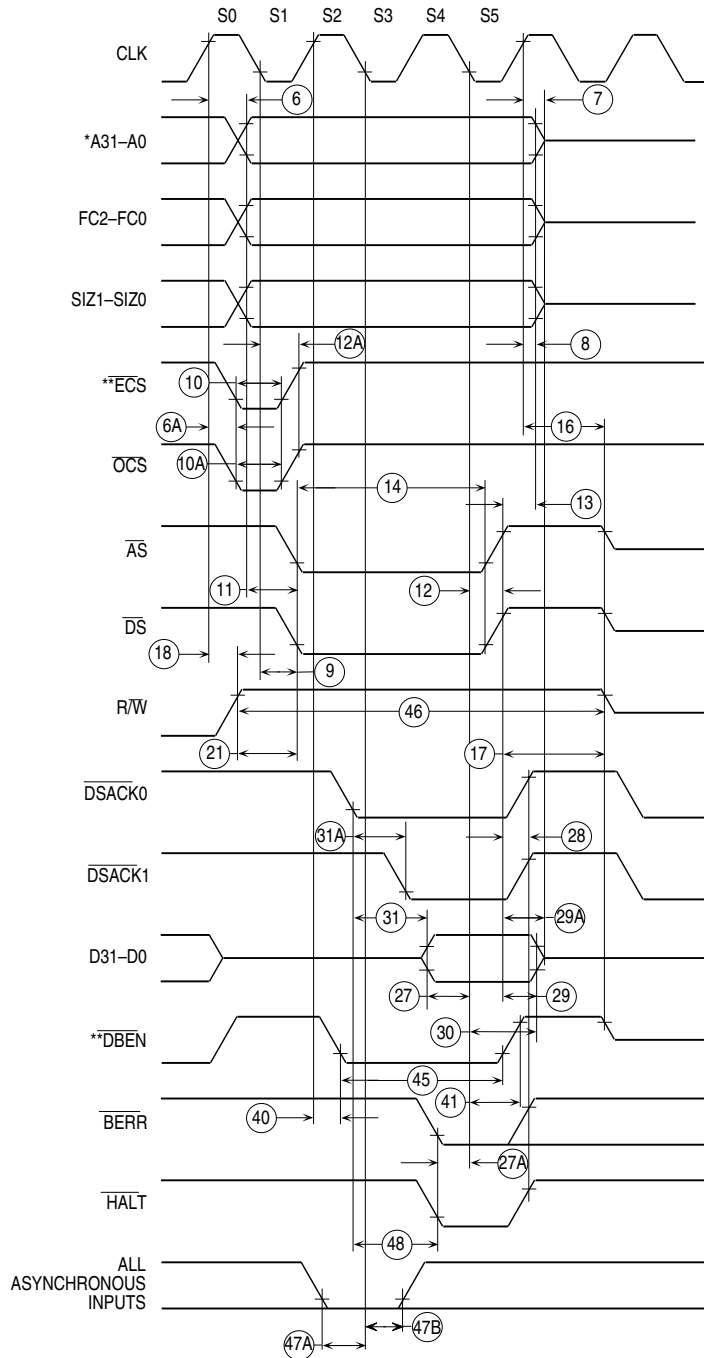 S0 S1 S2 S3 S4 S5
CLK
6 7
*A31–A0
FC2–FC0
SIZ1–SIZ0
12A 8
**ECS
10
6A 16
OCS
10A
14 13
AS
11 12
DS
18 9
R/W
46
21 17
DSACK0
31A 28
DSACK1
31 29A
D31–D0
27 29
30
**DBEN
45
41
BERR
40
27A
HALT
48
ALL
ASYNCHRONOUS
INPUTS
47A 47B